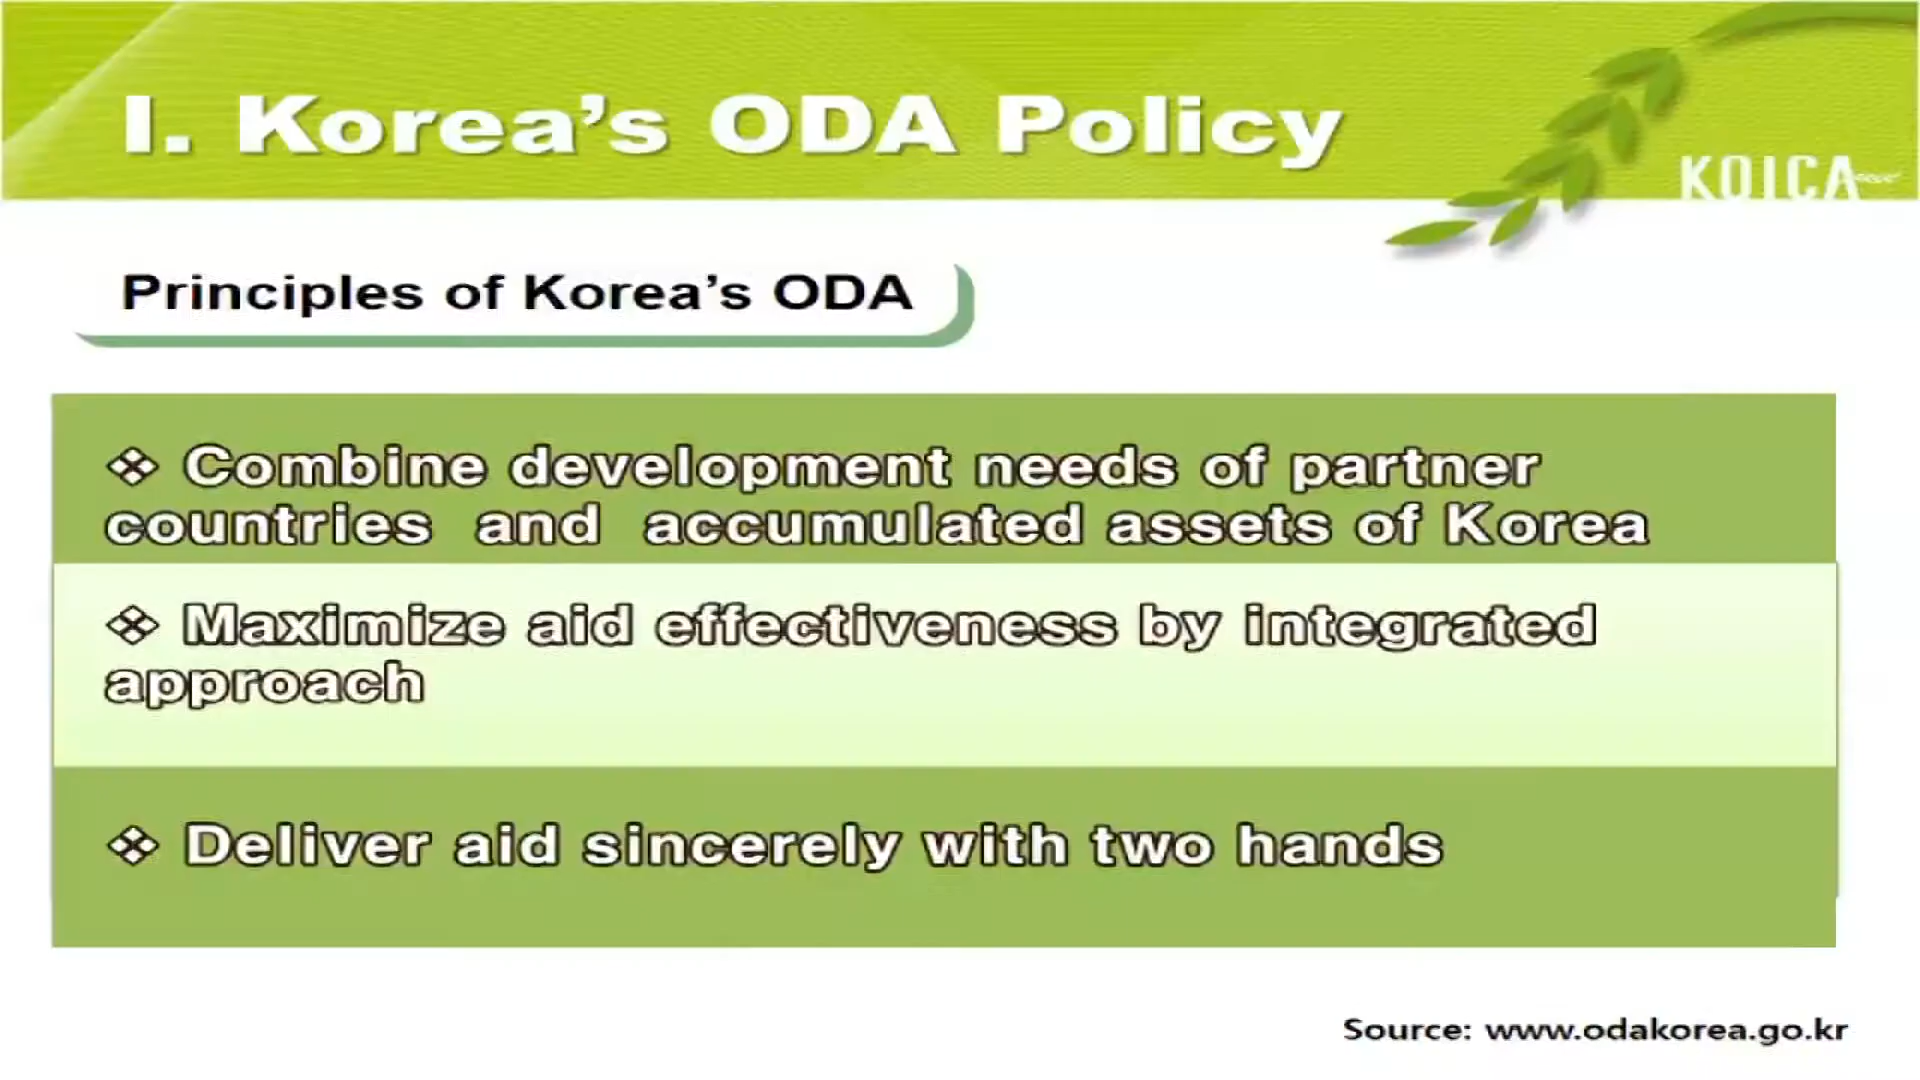 I. Korea’s ODA Policy
KOICA
Principles of Korea’s ODA
❖ Combine development needs of partner
countries and accumulated assets of Korea
❖ Maximize aid effectiveness by integrated
approach
❖ Deliver aid sincerely with two hands
Source: www.odakorea.go.kr